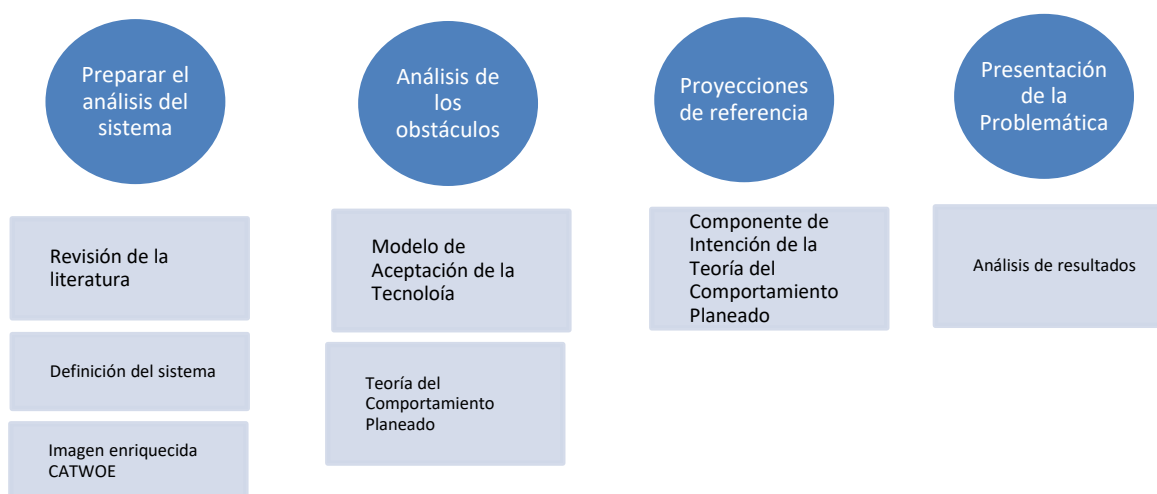 Preparar el
análisis del
sistema
Análisis de
los
obstáculos
Proyecciones
de referencia
Presentación
de la
Problemática
Revisión de la
literatura
Definición del sistema
Imagen enriquecida
CATWOE
Modelo de
Aceptación de la
Tecnoloía
Teoría del
Comportamiento
Planeado
Componente de
Intención de la
Teoría del
Comportamiento
Planeado
Análisis de resultados